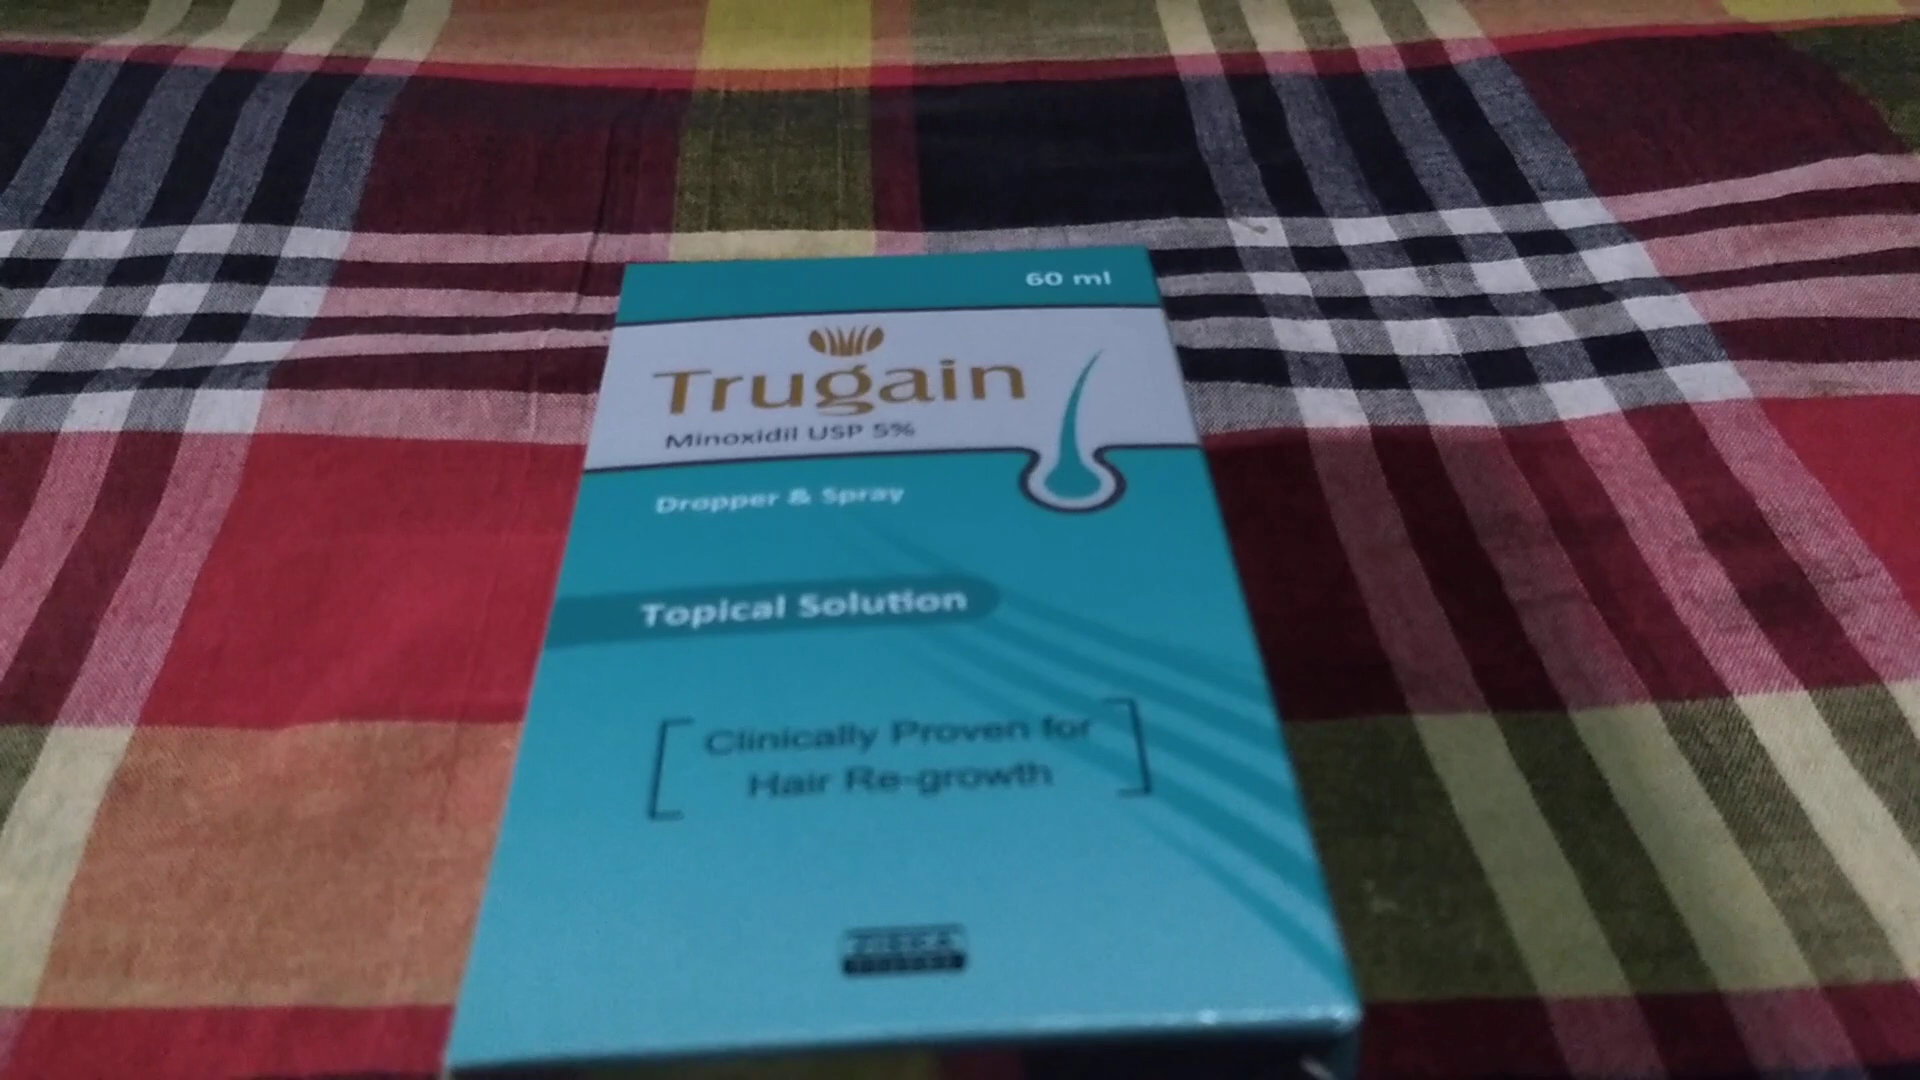 60 ml
Trugain
Minoxidil USP 5%
Dropper & Spray
Topical Solution
Clinically Proven for
Hair Re-growth